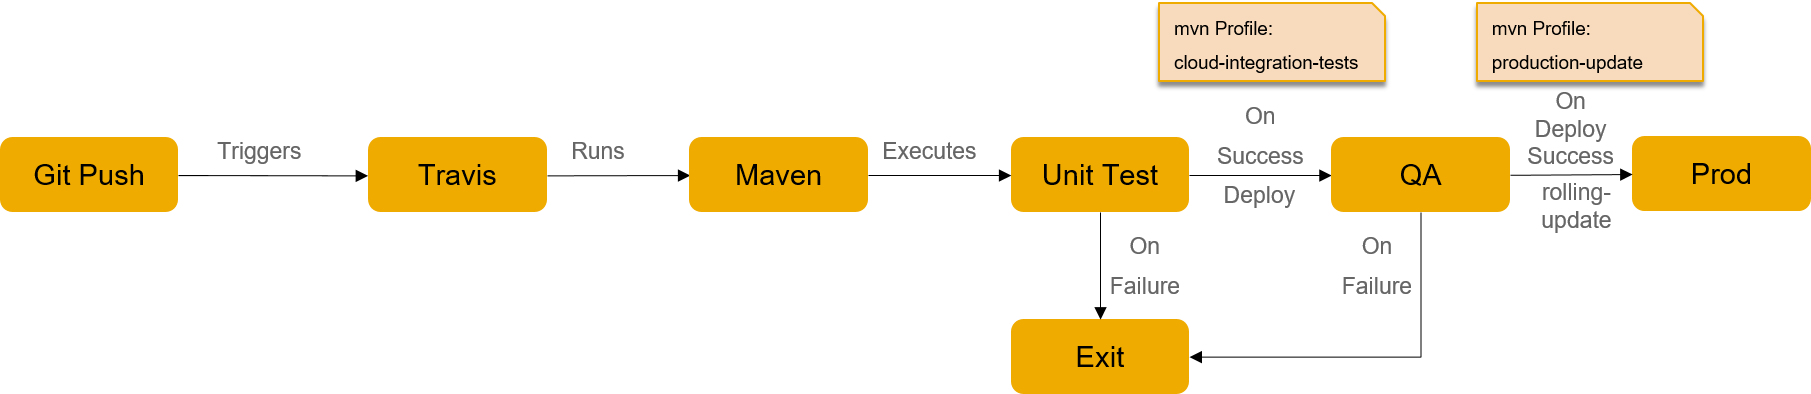 mvn Profile:
cloud-integration-tests
mvn Profile:
production-update
Git Push
Triggers
Travis
Runs
Maven
Executes
Unit Test
On
Success
Deploy
QA
On
Deploy
Success
rolling-
update
Prod
On
Failure
On
Failure
Exit